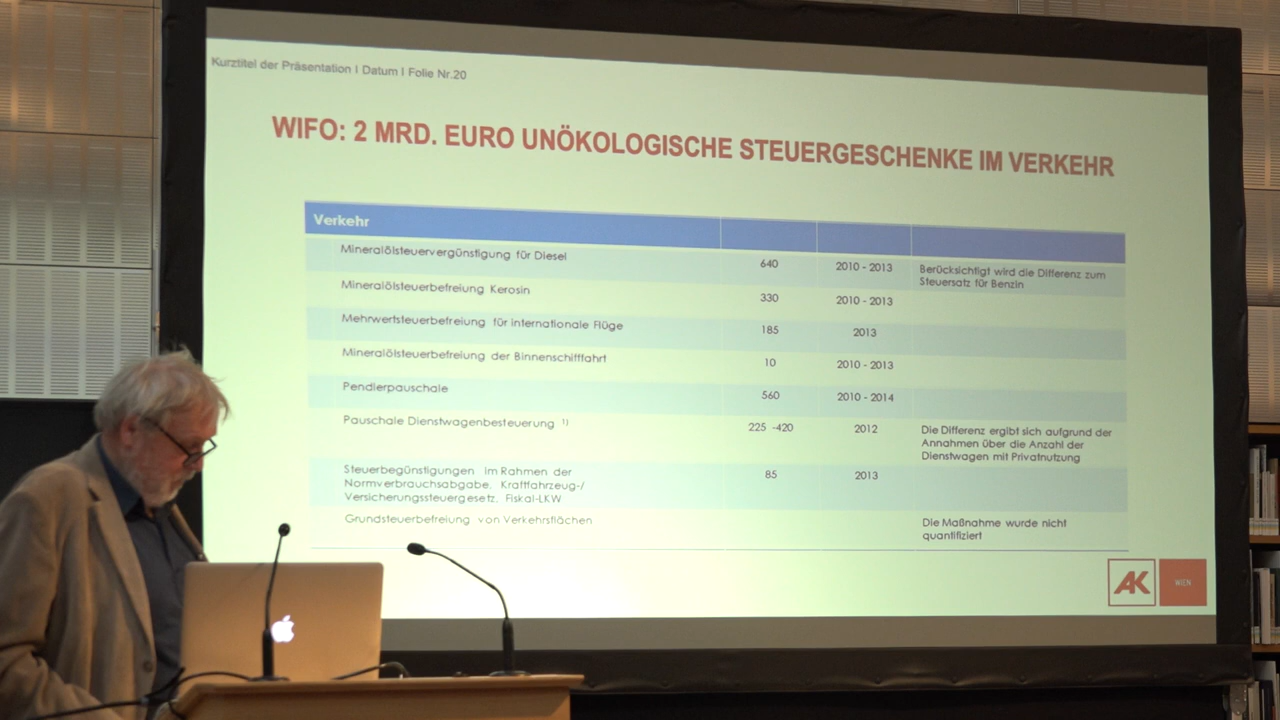 Kurztitel der Präsentation I Datum I Folie Nr.20
WIFO: 2 MRD. EURO UNÖKOLOGISCHE STEUERGESCHENKE IM VERKEHR
Verkehr
Mineralölsteuervergünstigung für Diesel 640 2010 - 2013 Berücksichtigt wird die Differenz zum
Steuersatz für Benzin
Mineralölsteuerbefreiung Kerosin 330 2010 - 2013
Mehrwertsteuerbefreiung für internationale Flüge 185 2013
Mineralölsteuerbefreiung der Binnenschifffahrt 10 2010 - 2013
Pendlerpauschale 560 2010 - 2014
Pauschale Dienstwagenbesteuerung 1) 225 -420 2012 Die Differenz ergibt sich aufgrund der
Annahmen über die Anzahl der
Dienstwagen mit Privatnutzung
Steuerbegünstigungen im Rahmen der 85 2013
Normverbrauchsabgabe, Kraftfahrzeug-/
Versicherungssteuergesetz, Fiskal-LKW
Grundsteuerbefreiung von Verkehrsflächen Die Maßnahme wurde nicht
quantifiziert
AK WIEN